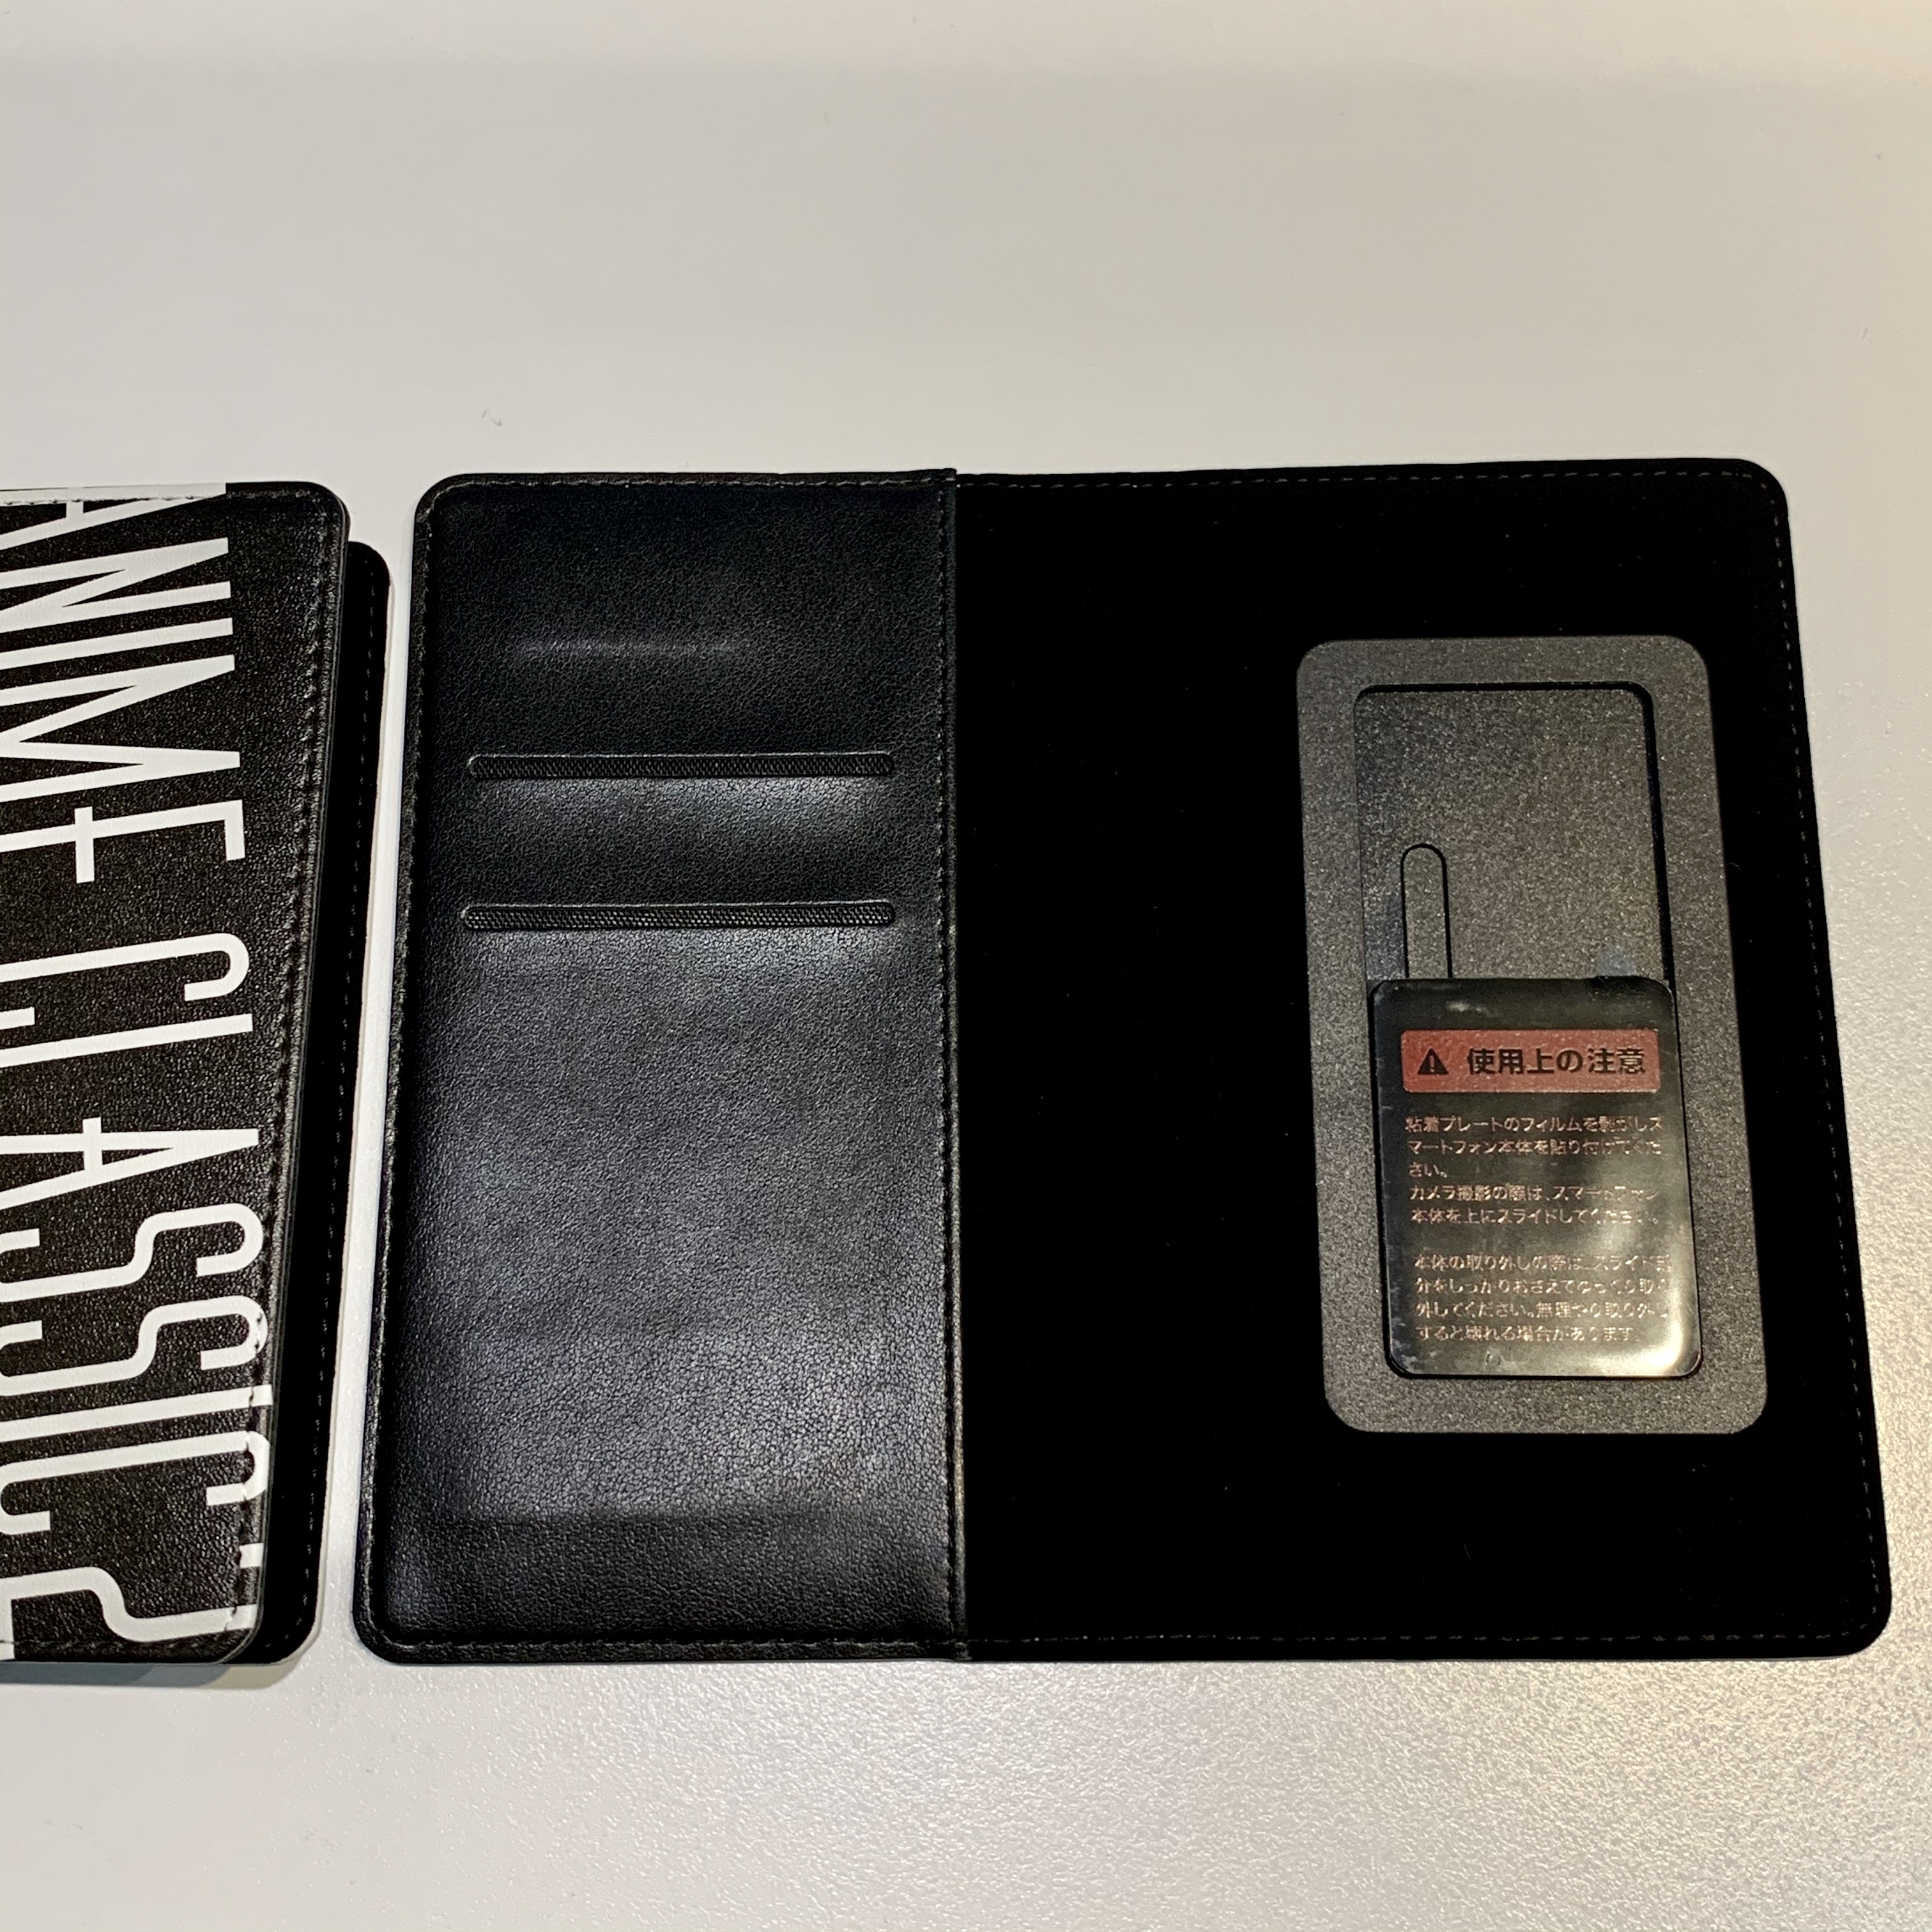 ANIME CLASSIC
使用上の注意
粘着プレートのフィルムを剥がしス
マートフォン本体を貼り付けてくだ
さい。
カメラ撮影の際は、スマートフォン
本体を上にスライドしてください。
本体の取り外しの際は、スライド部
分をしっかりおさえてゆっくり取り
外してください。無理やり取り外し
すると壊れる場合があります。